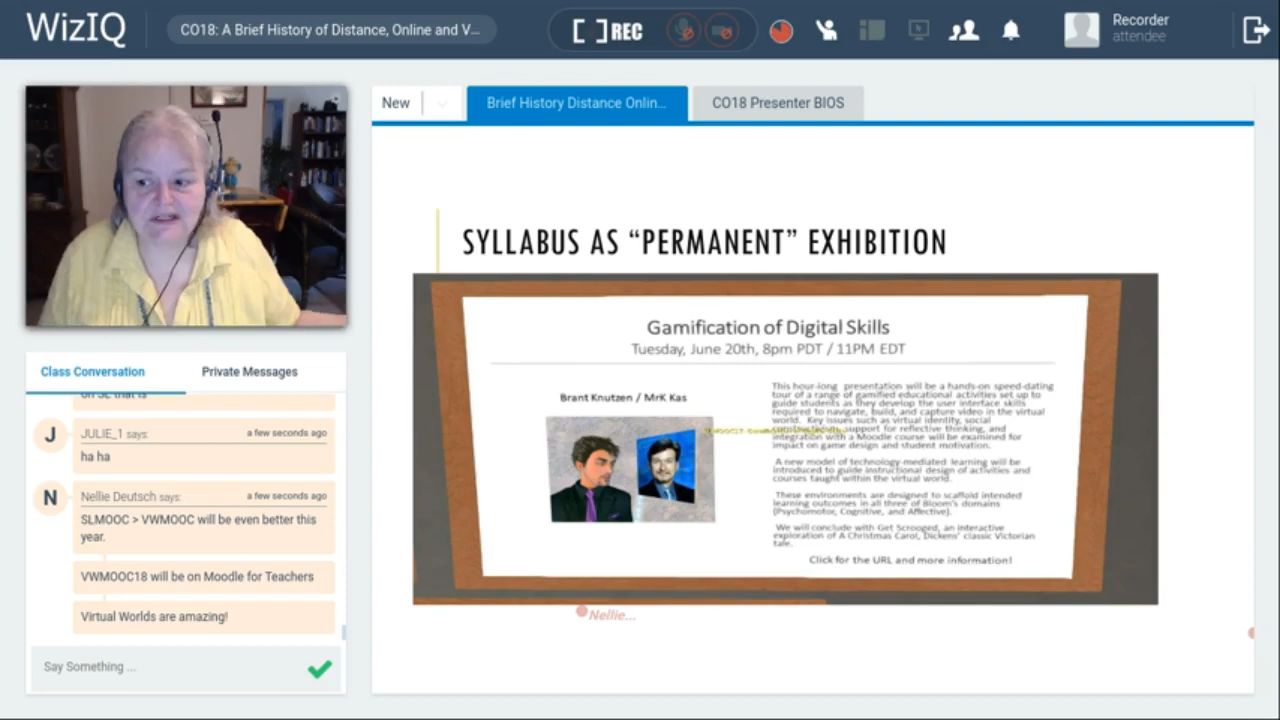 WizIQ
CO18: A Brief History of Distance, Online and V...
[ ]REC
Recorder
attendee
New
Brief History Distance Onlin...
CO18 Presenter BIOS
SYLLABUS AS “PERMANENT” EXHIBITION
Gamification of Digital Skills
Tuesday, June 20th, 8pm PDT / 11PM EDT
Brant Knutzen / MrK Kas
This hour-long presentation will be a hands-on speed-dating
tour of a range of gamified educational activities set up to
guide students as they develop the user interface skills
required to navigate, build, and capture video in the virtual
world. Key issues such as virtual identity, social
support for reflective thinking, and
integration with a Moodle course will be examined for
impact on game design and student motivation.
A new model of technology-mediated learning will be
introduced to guide instructional design of activities and
courses taught within the virtual world.
These environments are designed to scaffold intended
learning outcomes in all three of Bloom's domains
(Psychomotor, Cognitive, and Affective).
We will conclude with Get Scrooged, an interactive
exploration of A Christmas Carol, Dickens' classic Victorian
tale.
Click for the URL and more information!
Nellie...
Class Conversation
Private Messages
on SL that is
J
JULIE_1 says:
a few seconds ago
ha ha
N
Nellie Deutsch says:
a few seconds ago
SLMOOC > VWMOOC will be even better this
year.
VWMOOC18 will be on Moodle for Teachers
Virtual Worlds are amazing!
Say Something ...